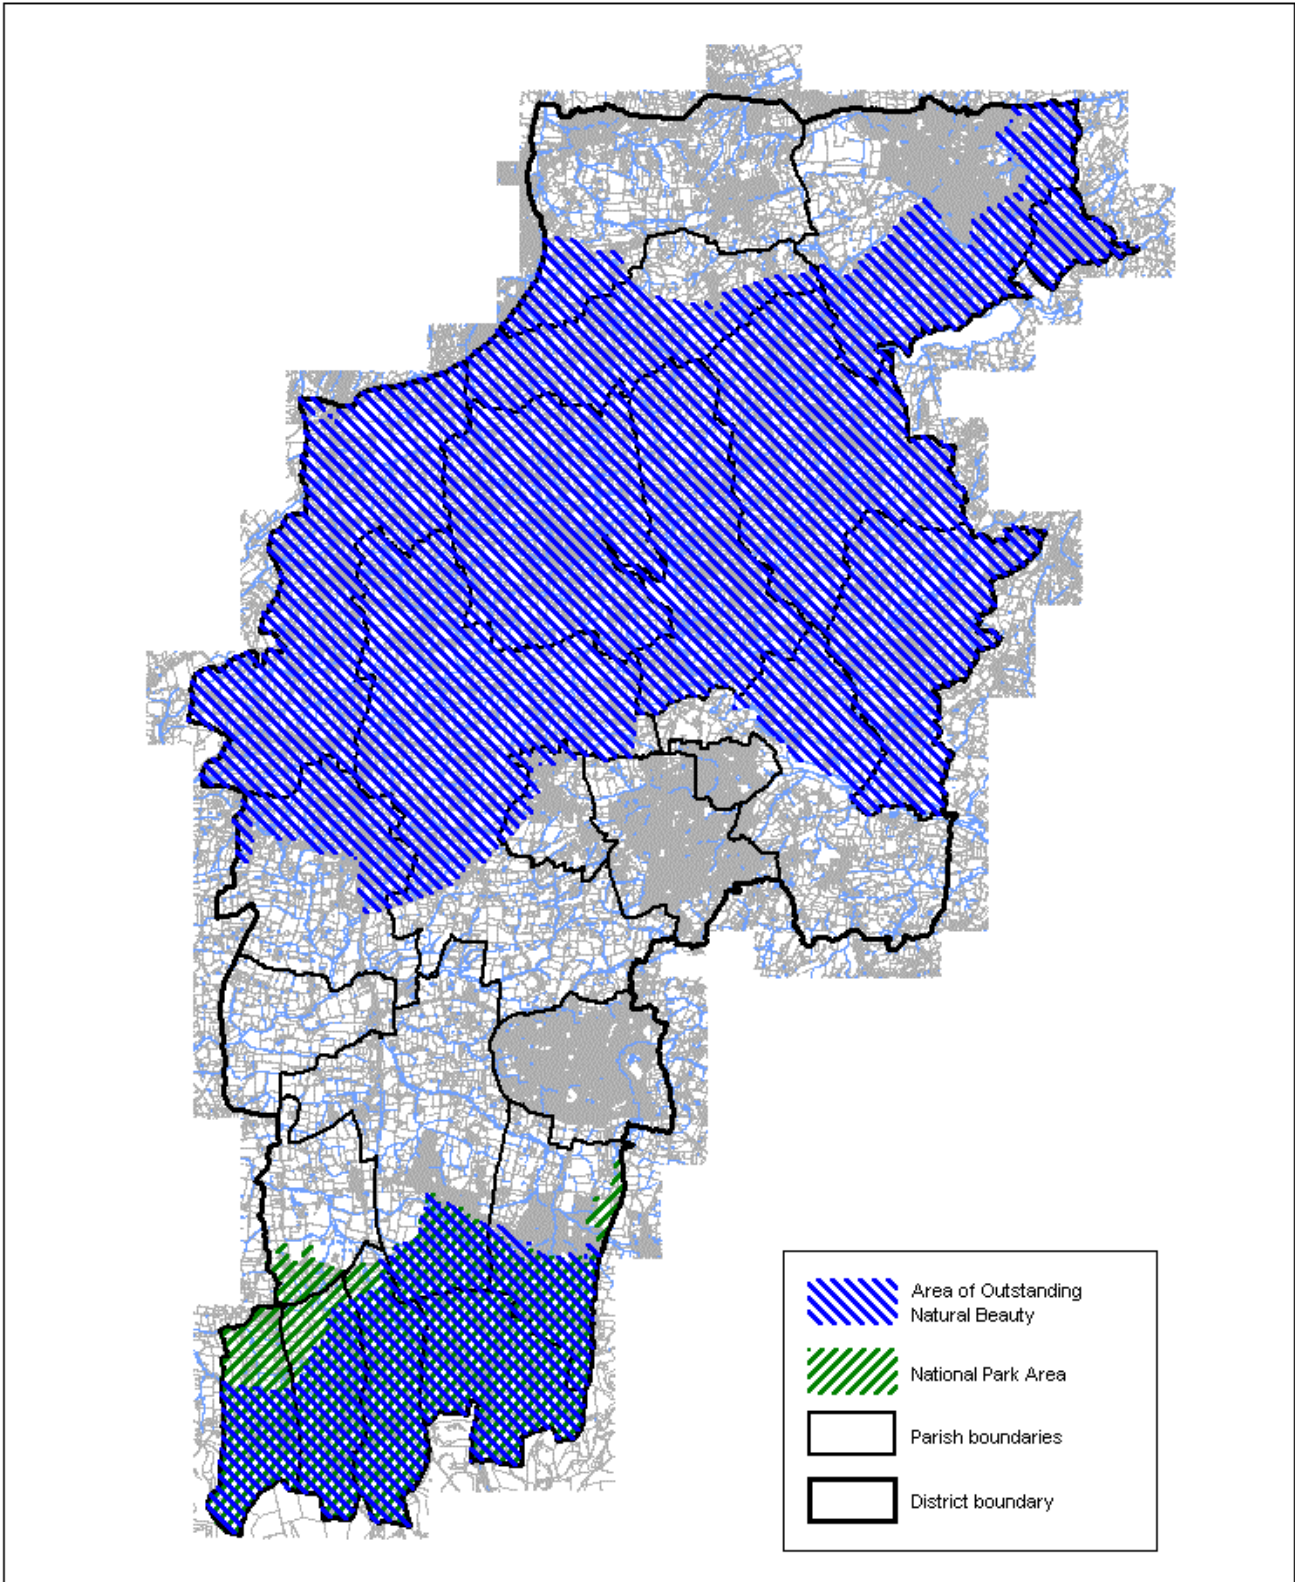 Area of Outstanding
Natural Beauty
National Park Area
Parish boundaries
District boundary